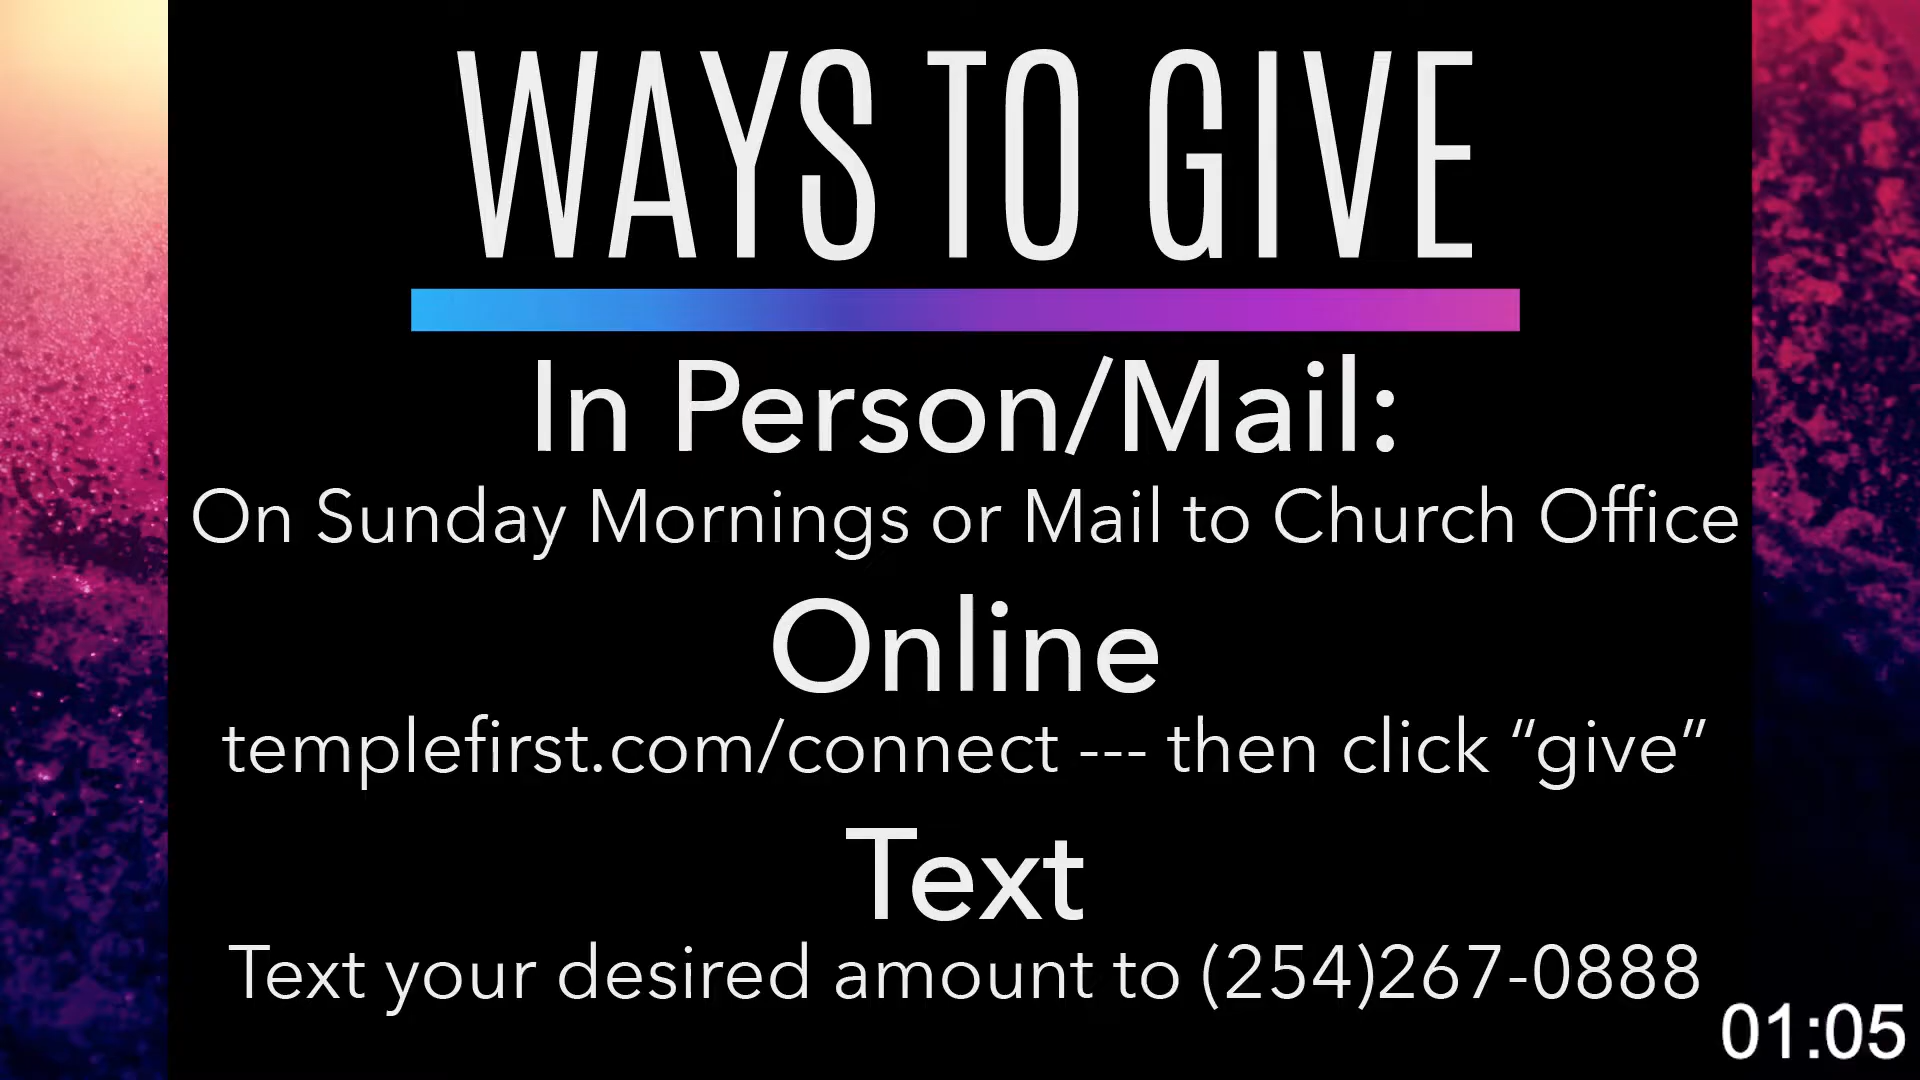 WAYS TO GIVE
In Person/Mail:
On Sunday Mornings or Mail to Church Office
Online
templefirst.com/connect --- then click “give”
Text
Text your desired amount to (254)267-0888
01:05